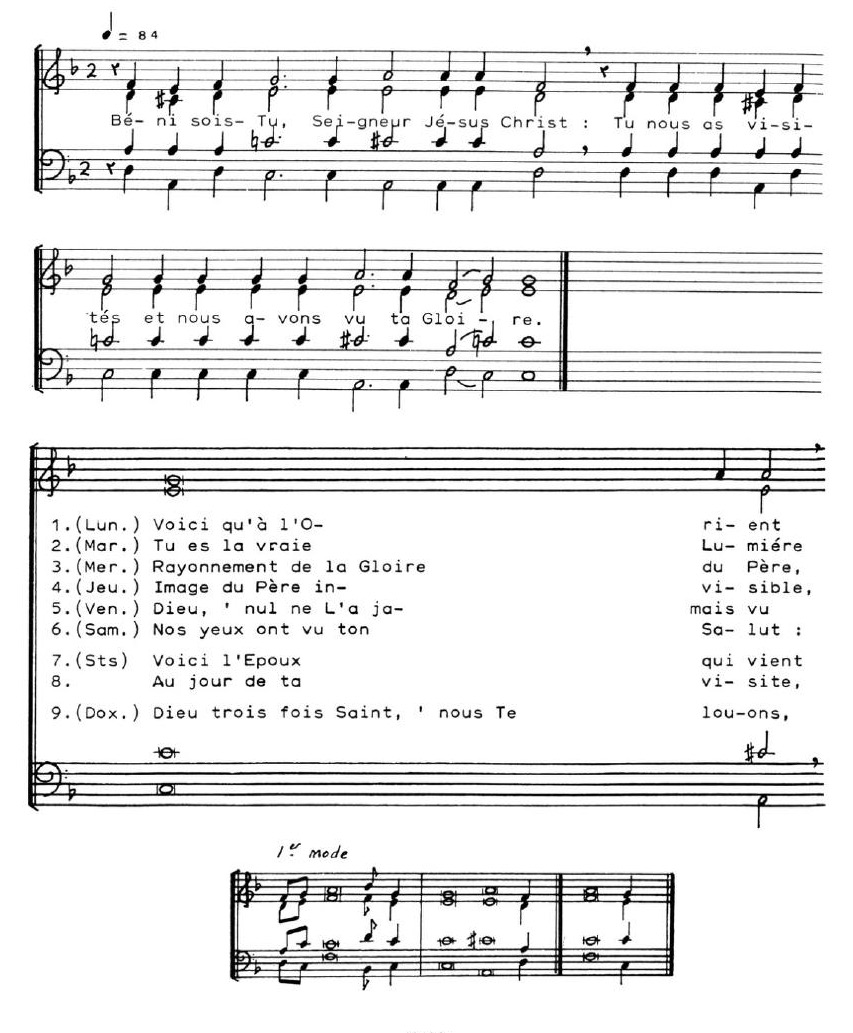 = 84
Bé- ni sois- Tu, Sei-gneur Jé-sus Christ : Tu nous as vi-si-
tés et nous a- vons vu ta Gloi - re.
1.(Lun.) Voici qu'à l'O- ri- ent
2.(Mar.) Tu es la vraie Lu- miére
3.(Mer.) Rayonnement de la Gloire du Père,
4.(Jeu.) Image du Père in- vi- sible,
5.(Ven.) Dieu, ' nul ne L'a ja- mais vu
6.(Sam.) Nos yeux ont vu ton Sa- lut :
7.(Sts) Voici l'Epoux qui vient
8. Au jour de ta vi- site,
9.(Dox.) Dieu trois fois Saint, ' nous Te lou-ons,
1er mode